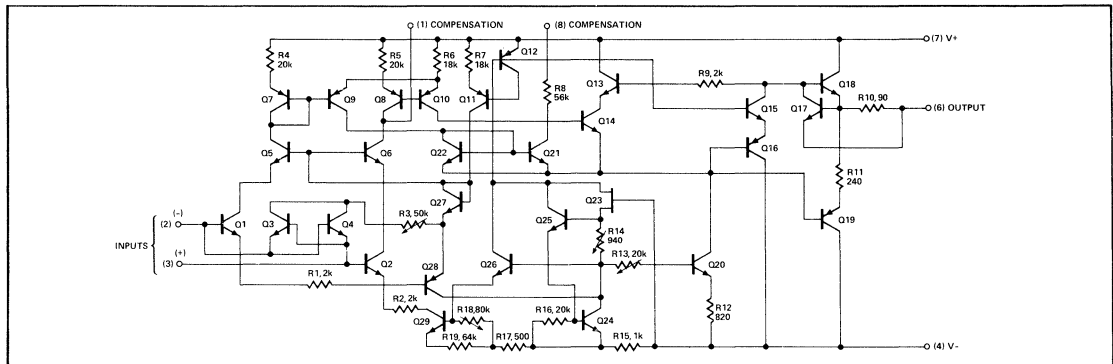 (1) COMPENSATION
(8) COMPENSATION
(7) V+
R4
20k
R5
20k
R6
18k
R7
18k
Q12
R8
56k
Q13
R9, 2k
Q18
R10, 90
(6) OUTPUT
Q7
Q9
Q8
Q10
Q11
Q15
Q17
Q14
Q16
Q5
Q6
Q22
Q21
R11
240
Q27
Q23
Q19
R3, 50k
Q25
R14
940
R13, 20k
INPUTS
(−)
(2)
(+)
(3)
Q1
Q3
Q4
Q2
Q28
Q26
Q20
R1, 2k
R2, 2k
R12
820
Q29
R18, 80k
R16, 20k
Q24
R19, 64k
R17, 500
R15, 1k
(4) V−